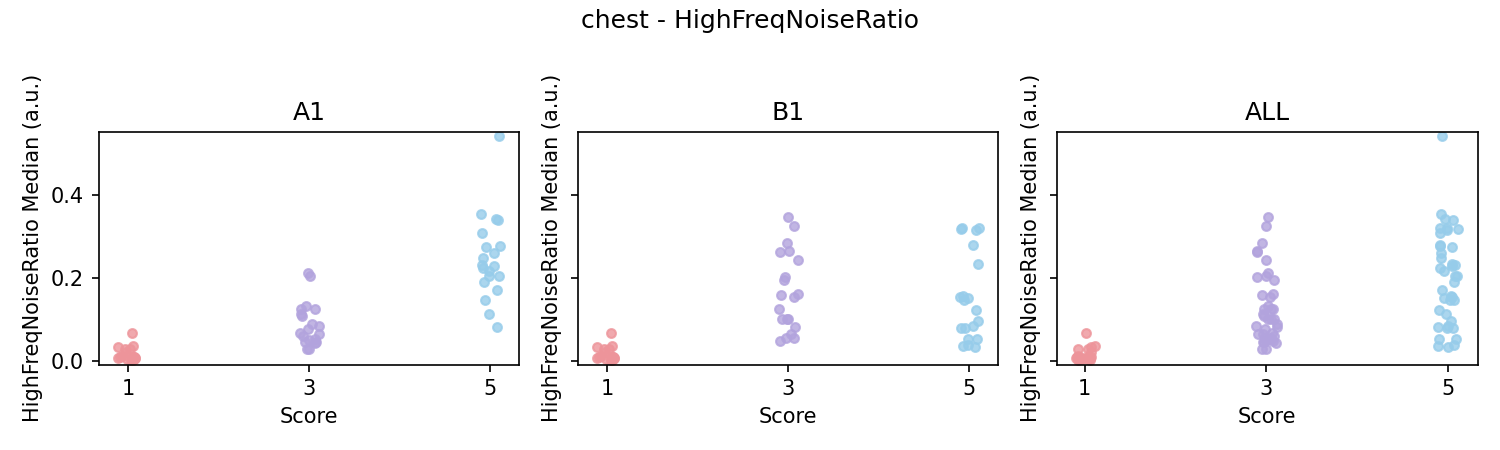 chest - HighFreqNoiseRatio
A1
B1
ALL
HighFreqNoiseRatio Median (a.u.)
HighFreqNoiseRatio Median (a.u.)
HighFreqNoiseRatio Median (a.u.)
0.4
0.2
0.0
1 3 5
1 3 5
1 3 5
Score
Score
Score